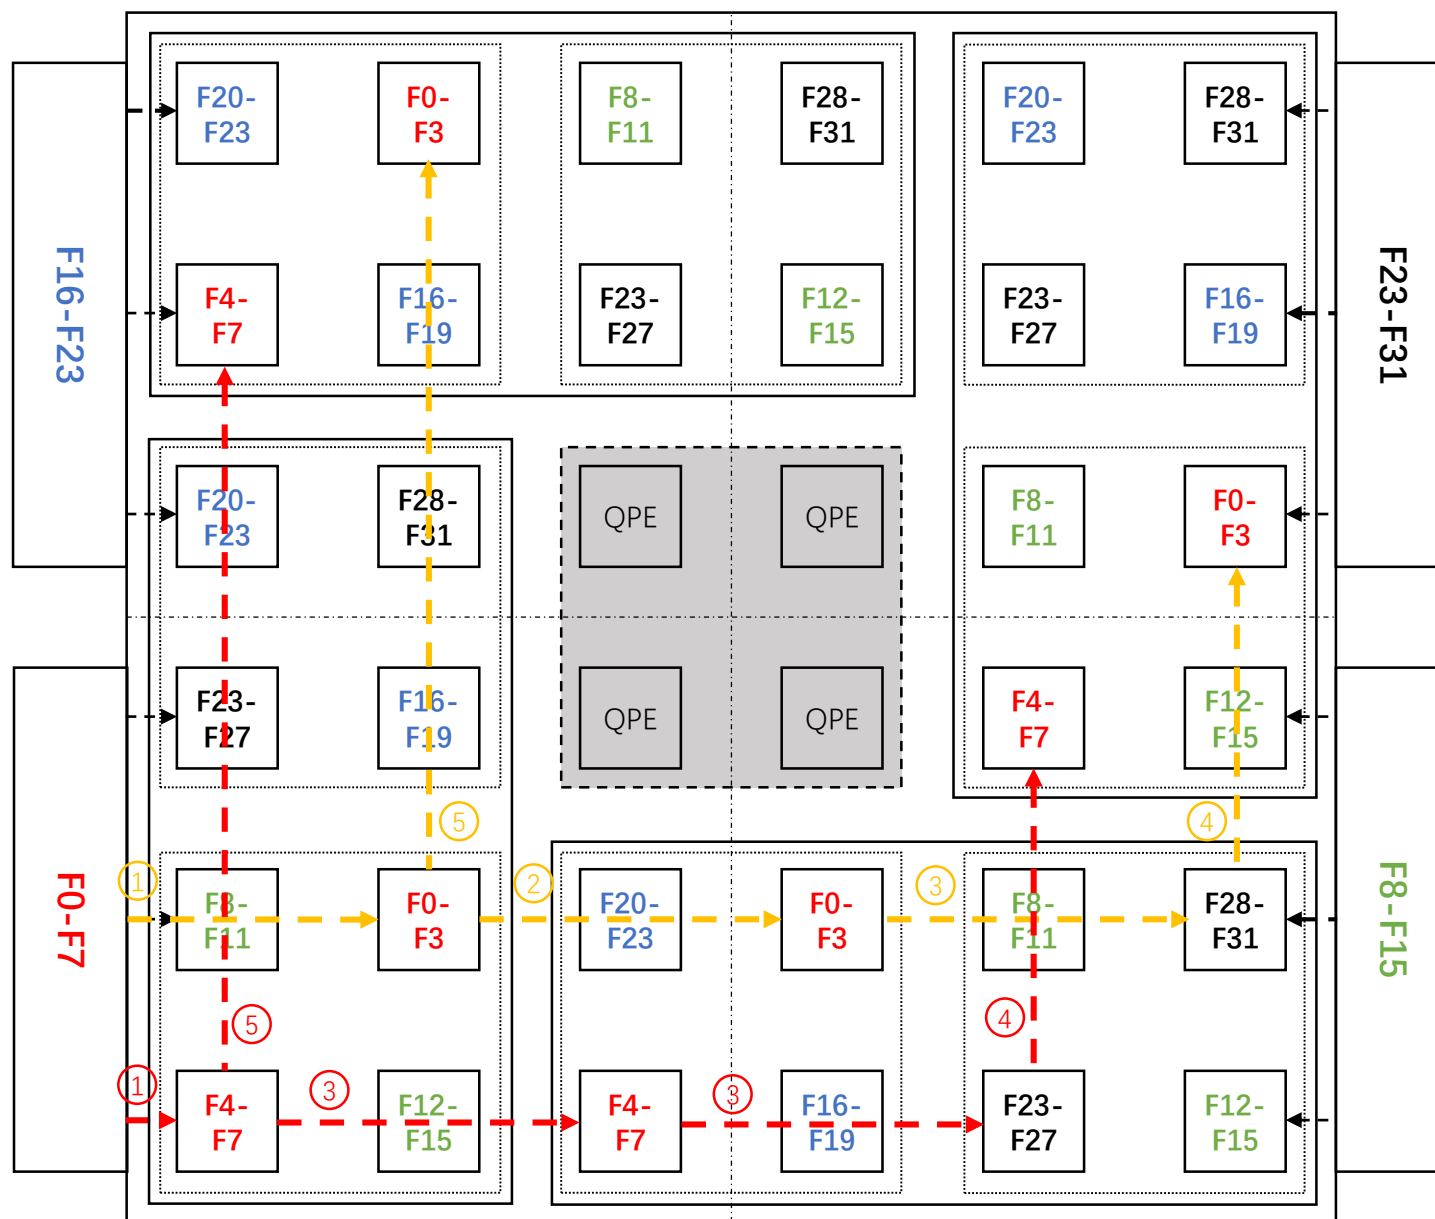 F20-
F23
F0-
F3
F8-
F11
F28-
F31
F20-
F23
F28-
F31
F16-F23
F4-
F7
F16-
F19
F23-
F27
F12-
F15
F23-
F27
F16-
F19
F23-F31
F20-
F23
F28-
F31
QPE
QPE
F8-
F11
F0-
F3
F23-
F27
F16-
F19
QPE
QPE
F4-
F7
F12-
F15
5
4
1
2
3
F0-F7
F8-
F11
F0-
F3
F20-
F23
F0-
F3
F8-
F11
F28-
F31
F8-F15
5
4
1
3
3
F4-
F7
F12-
F15
F4-
F7
F16-
F19
F23-
F27
F12-
F15